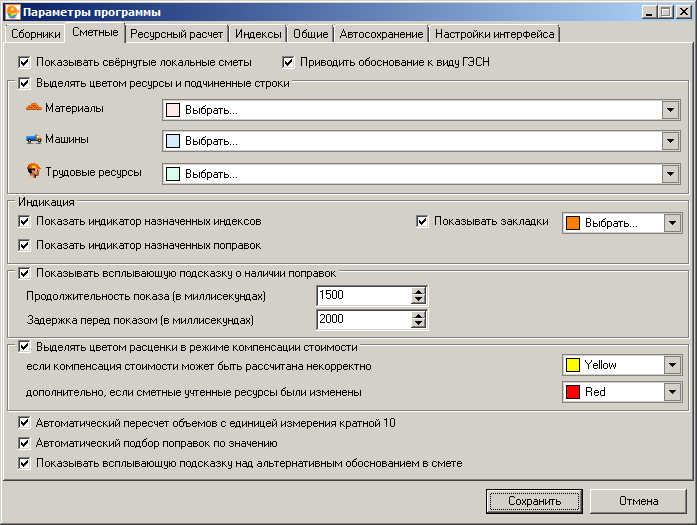 Параметры программы
Сборники Сметные Ресурсный расчет Индексы Общие Автосохранение Настройки интерфейса
Показывать свёрнутые локальные сметы Приводить обоснование к виду ГЭСН
Выделять цветом ресурсы и подчиненные строки
Материалы Выбрать...
Машины Выбрать...
Трудовые ресурсы Выбрать...
Индикация
Показать индикатор назначенных индексов Показывать закладки Выбрать...
Показать индикатор назначенных поправок
Показывать всплывающую подсказку о наличии поправок
Продолжительность показа (в миллисекундах) 1500
Задержка перед показом (в миллисекундах) 2000
Выделять цветом расценки в режиме компенсации стоимости
если компенсация стоимости может быть рассчитана некорректно Yellow
дополнительно, если сметные учтенные ресурсы были изменены Red
Автоматический пересчет объемов с единицей измерения кратной 10
Автоматический подбор поправок по значению
Показывать всплывающую подсказку над альтернативным обоснованием в смете
Сохранить Отмена